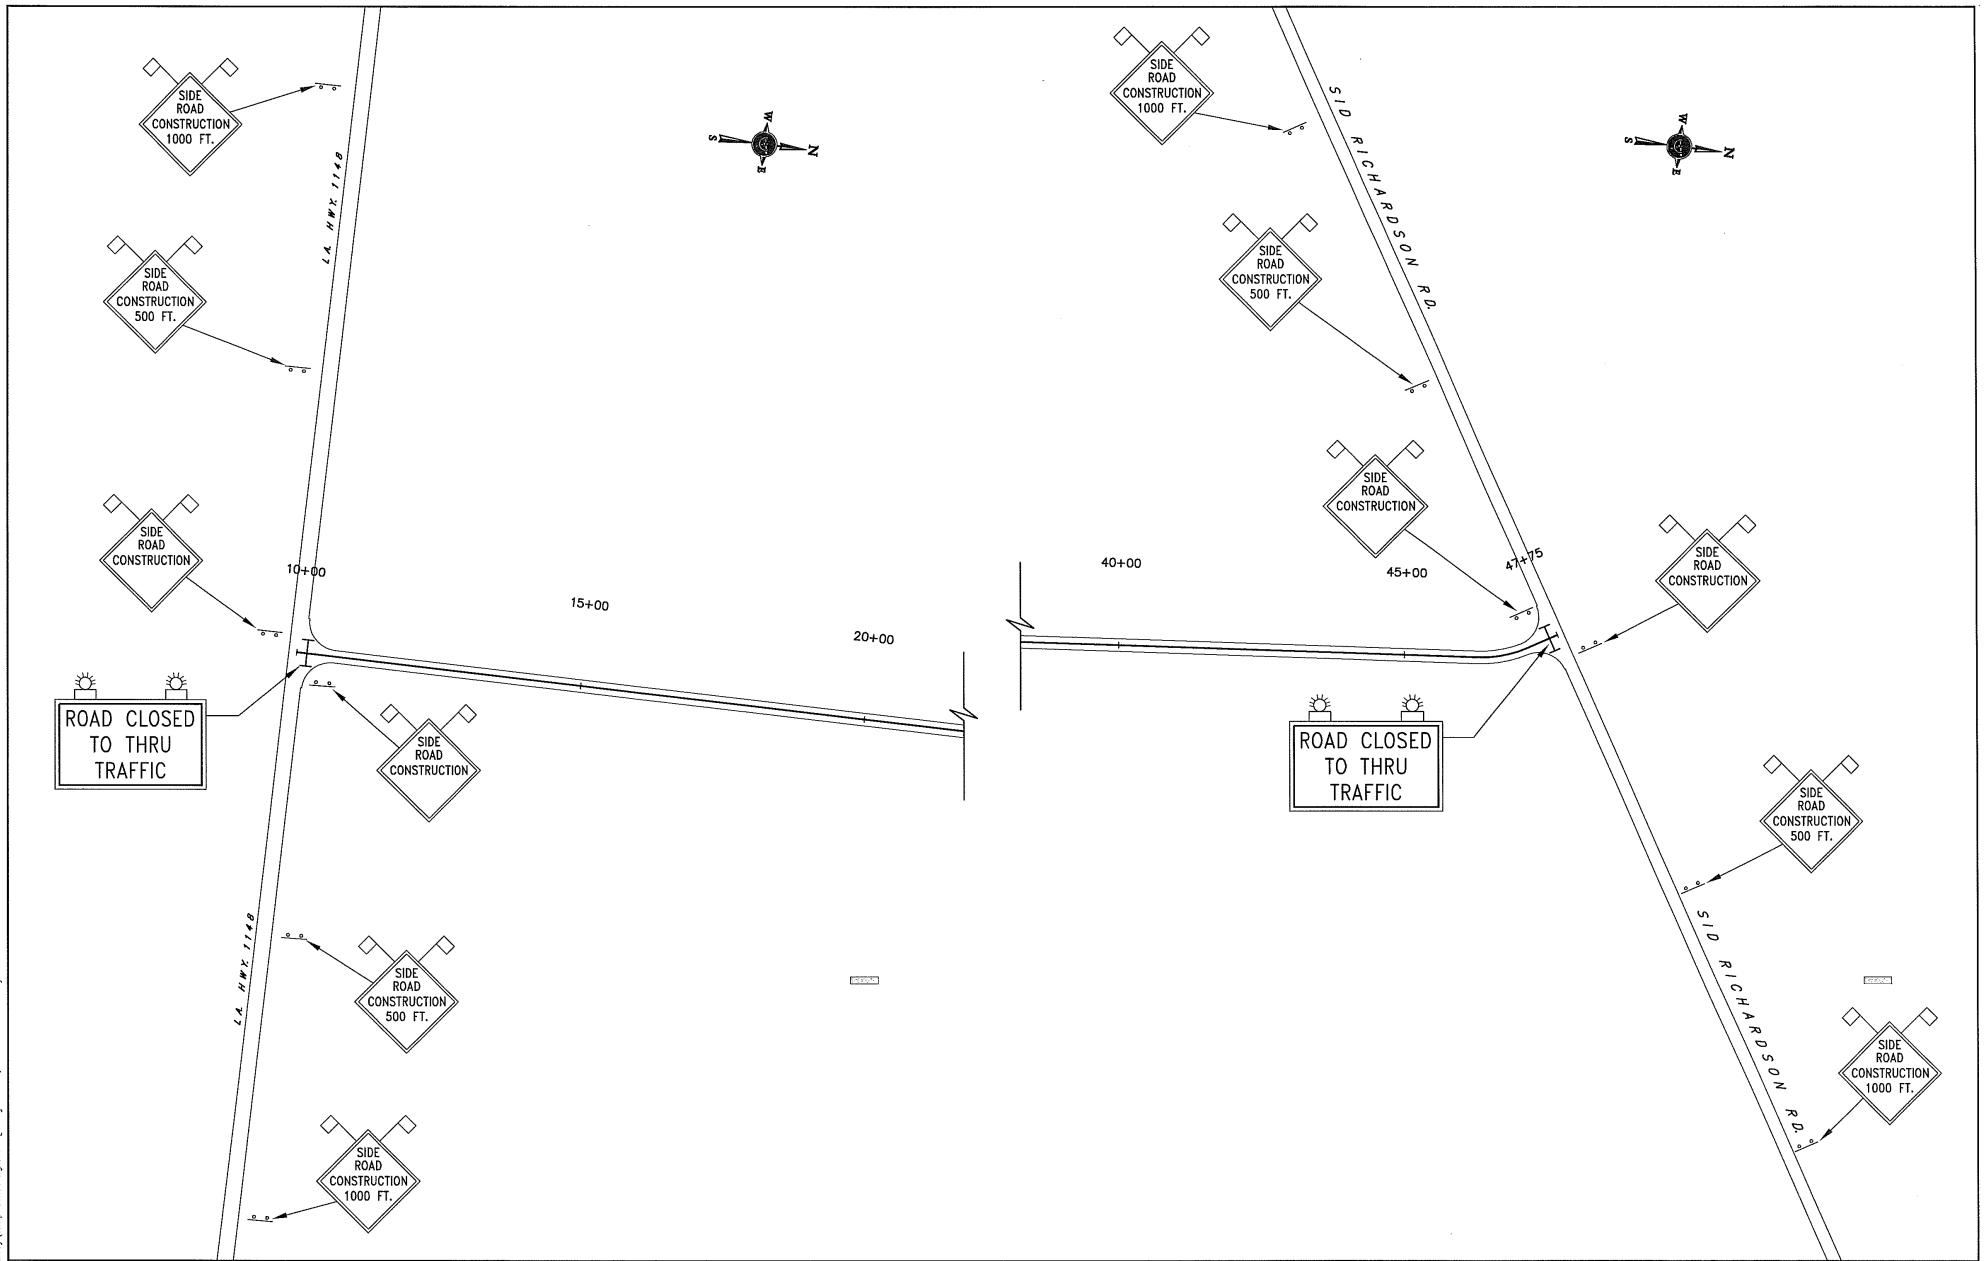 SIDE
ROAD
CONSTRUCTION
1000 FT.
SIDE
ROAD
CONSTRUCTION
500 FT.
SIDE
ROAD
CONSTRUCTION
ROAD CLOSED
TO THRU
TRAFFIC
SIDE
ROAD
CONSTRUCTION
SIDE
ROAD
CONSTRUCTION
500 FT.
SIDE
ROAD
CONSTRUCTION
1000 FT.
LA. HWY. 1148
LA. HWY. 1148
W
S
N
E
10+00
15+00
20+00
SIDE
ROAD
CONSTRUCTION
1000 FT.
SIDE
ROAD
CONSTRUCTION
500 FT.
SIDE
ROAD
CONSTRUCTION
SID RICHARDSON RD.
W
S
N
E
40+00
45+00
47+75
SIDE
ROAD
CONSTRUCTION
ROAD CLOSED
TO THRU
TRAFFIC
SIDE
ROAD
CONSTRUCTION
500 FT.
SID RICHARDSON RD.
SIDE
ROAD
CONSTRUCTION
1000 FT.